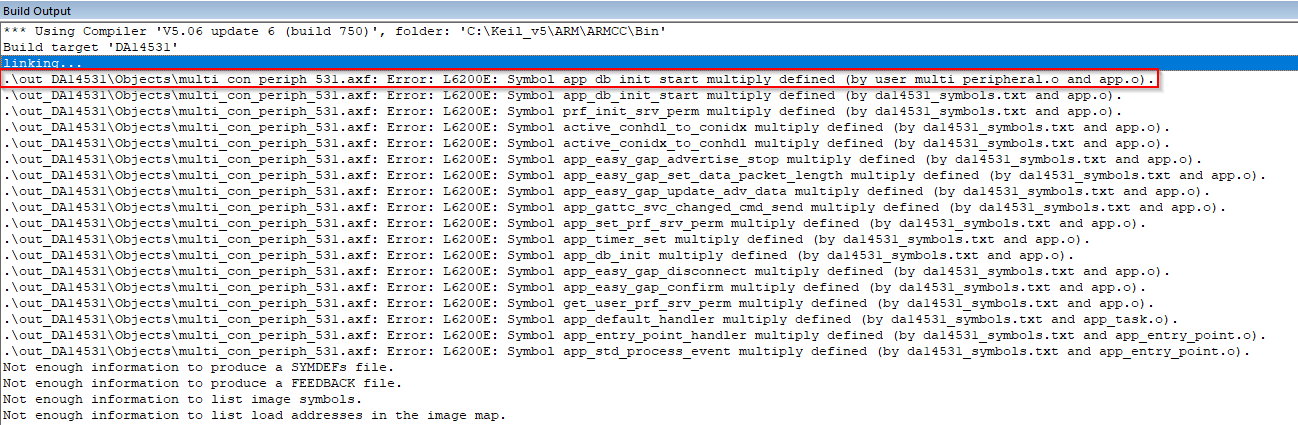 Build Output
*** Using Compiler 'V5.06 update 6 (build 750)', folder: 'C:\Keil_v5\ARM\ARMCC\Bin'
Build target 'DA14531'
linking...
.\out_DA14531\Objects\multi_con_periph_531.axf: Error: L6200E: Symbol app_db_init_start multiply defined (by user_multi_peripheral.o and app.o).
.\out_DA14531\Objects\multi_con_periph_531.axf: Error: L6200E: Symbol app_db_init_start multiply defined (by da14531_symbols.txt and app.o).
.\out_DA14531\Objects\multi_con_periph_531.axf: Error: L6200E: Symbol prf_init_srv_perm multiply defined (by da14531_symbols.txt and app.o).
.\out_DA14531\Objects\multi_con_periph_531.axf: Error: L6200E: Symbol active_conhdl_to_conidx multiply defined (by da14531_symbols.txt and app.o).
.\out_DA14531\Objects\multi_con_periph_531.axf: Error: L6200E: Symbol active_conidx_to_conhdl multiply defined (by da14531_symbols.txt and app.o).
.\out_DA14531\Objects\multi_con_periph_531.axf: Error: L6200E: Symbol app_easy_gap_advertise_stop multiply defined (by da14531_symbols.txt and app.o).
.\out_DA14531\Objects\multi_con_periph_531.axf: Error: L6200E: Symbol app_easy_gap_set_data_packet_length multiply defined (by da14531_symbols.txt and app.o).
.\out_DA14531\Objects\multi_con_periph_531.axf: Error: L6200E: Symbol app_easy_gap_update_adv_data multiply defined (by da14531_symbols.txt and app.o).
.\out_DA14531\Objects\multi_con_periph_531.axf: Error: L6200E: Symbol app_gattc_svc_changed_cmd_send multiply defined (by da14531_symbols.txt and app.o).
.\out_DA14531\Objects\multi_con_periph_531.axf: Error: L6200E: Symbol app_set_prf_srv_perm multiply defined (by da14531_symbols.txt and app.o).
.\out_DA14531\Objects\multi_con_periph_531.axf: Error: L6200E: Symbol app_timer_set multiply defined (by da14531_symbols.txt and app.o).
.\out_DA14531\Objects\multi_con_periph_531.axf: Error: L6200E: Symbol app_db_init multiply defined (by da14531_symbols.txt and app.o).
.\out_DA14531\Objects\multi_con_periph_531.axf: Error: L6200E: Symbol app_easy_gap_disconnect multiply defined (by da14531_symbols.txt and app.o).
.\out_DA14531\Objects\multi_con_periph_531.axf: Error: L6200E: Symbol app_easy_gap_confirm multiply defined (by da14531_symbols.txt and app.o).
.\out_DA14531\Objects\multi_con_periph_531.axf: Error: L6200E: Symbol get_user_prf_srv_perm multiply defined (by da14531_symbols.txt and app.o).
.\out_DA14531\Objects\multi_con_periph_531.axf: Error: L6200E: Symbol app_default_handler multiply defined (by da14531_symbols.txt and app_task.o).
.\out_DA14531\Objects\multi_con_periph_531.axf: Error: L6200E: Symbol app_entry_point_handler multiply defined (by da14531_symbols.txt and app_entry_point.o).
.\out_DA14531\Objects\multi_con_periph_531.axf: Error: L6200E: Symbol app_std_process_event multiply defined (by da14531_symbols.txt and app_entry_point.o).
Not enough information to produce a SYMDEFs file.
Not enough information to produce a FEEDBACK file.
Not enough information to list image symbols.
Not enough information to list load addresses in the image map.